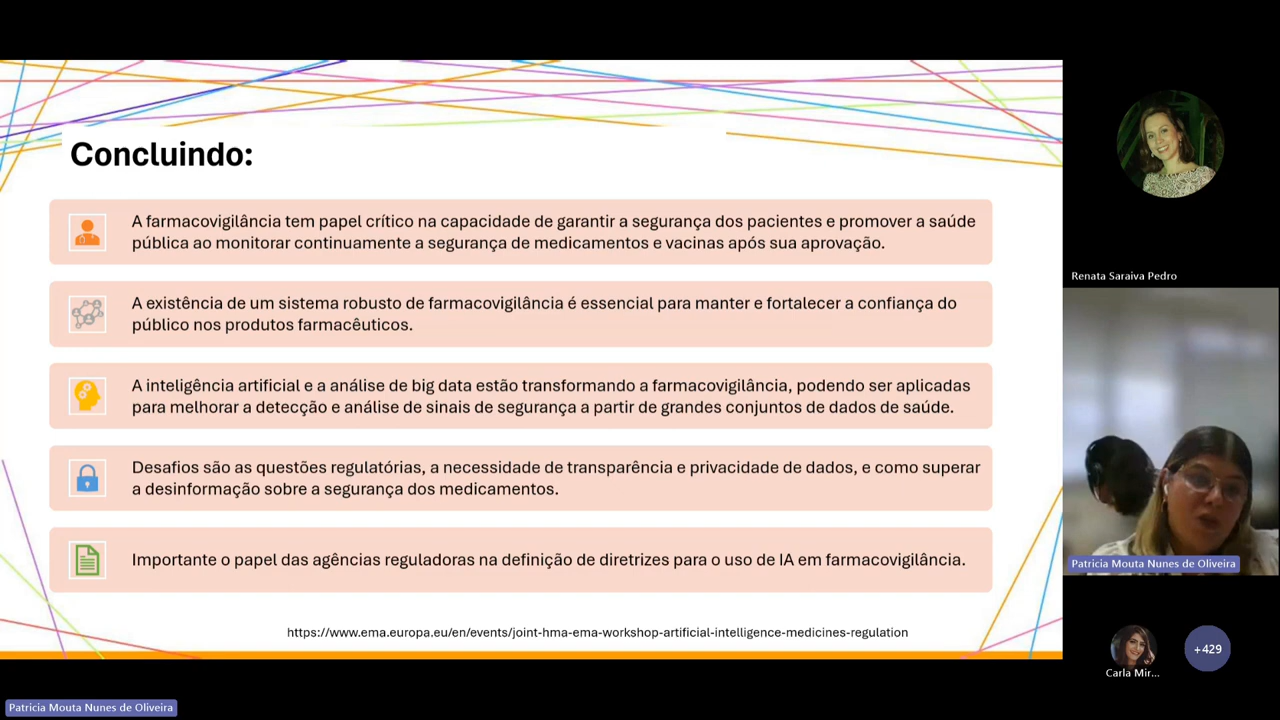 Concluindo:
A farmacovigilância tem papel crítico na capacidade de garantir a segurança dos pacientes e promover a saúde
pública ao monitorar continuamente a segurança de medicamentos e vacinas após sua aprovação.
A existência de um sistema robusto de farmacovigilância é essencial para manter e fortalecer a confiança do
público nos produtos farmacêuticos.
A inteligência artificial e a análise de big data estão transformando a farmacovigilância, podendo ser aplicadas
para melhorar a detecção e análise de sinais de segurança a partir de grandes conjuntos de dados de saúde.
Desafios são as questões regulatórias, a necessidade de transparência e privacidade de dados, e como superar
a desinformação sobre a segurança dos medicamentos.
Importante o papel das agências reguladoras na definição de diretrizes para o uso de IA em farmacovigilância.
https://www.ema.europa.eu/en/events/joint-hma-ema-workshop-artificial-intelligence-medicines-regulation
Renata Saraiva Pedro
Patricia Mouta Nunes de Oliveira
Carla Mir...
+429
Patricia Mouta Nunes de Oliveira